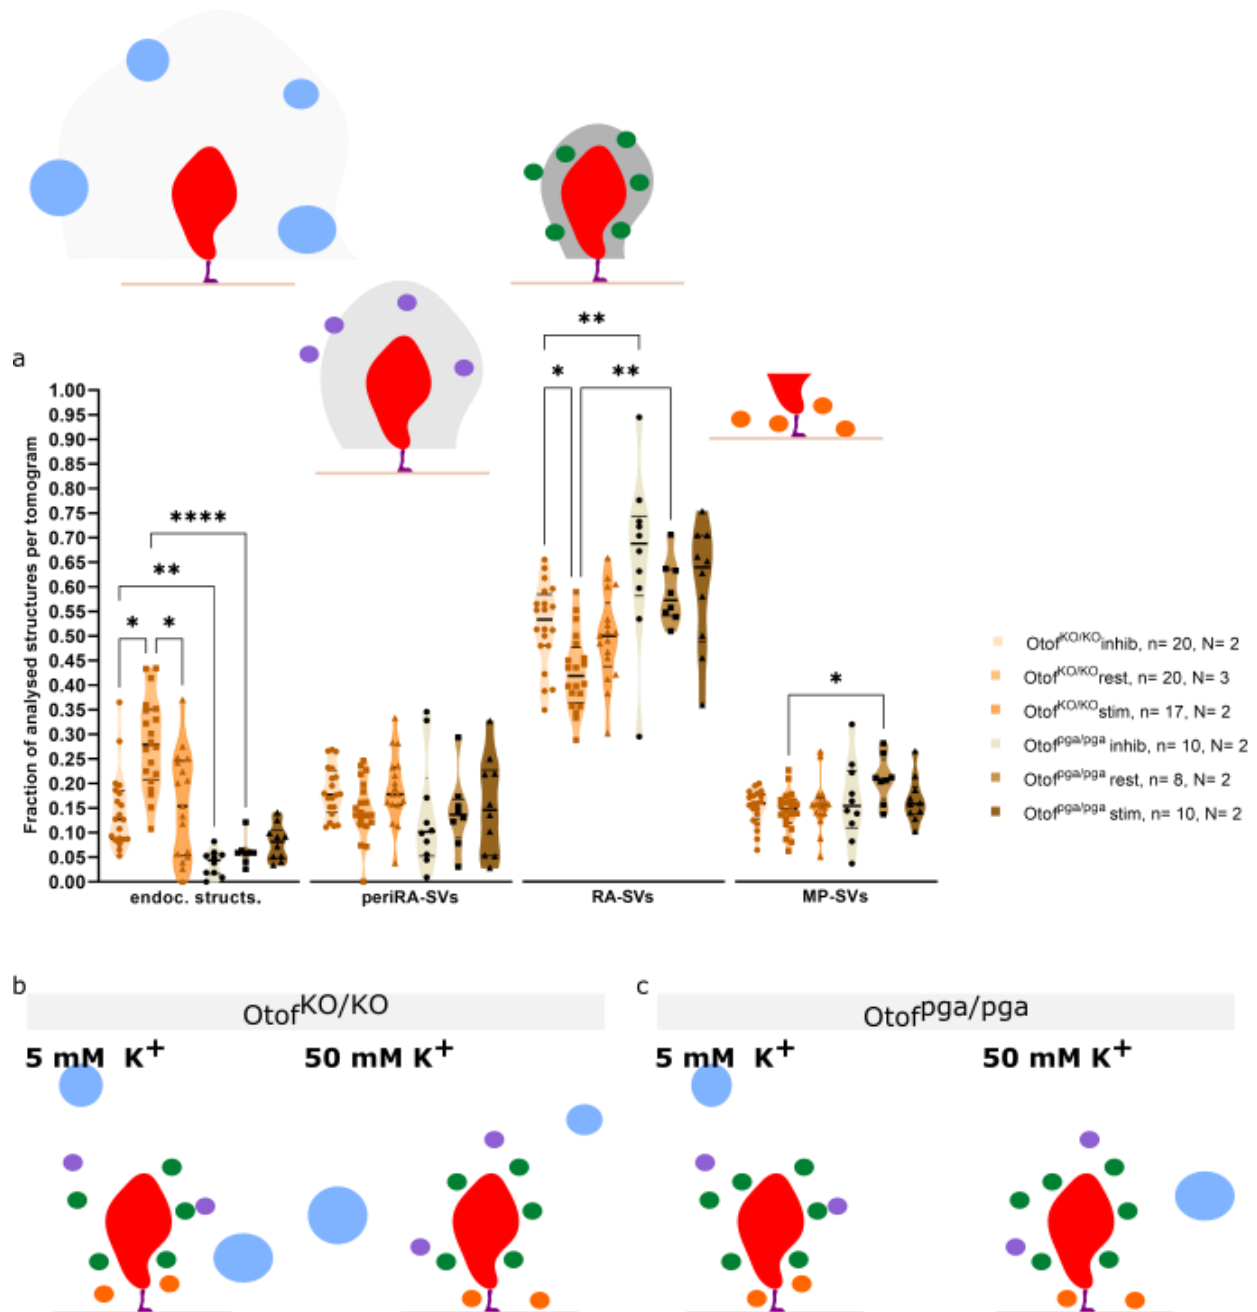 a
** 
* **
1.00
0.95
0.90
0.85
0.80
0.75
0.70
0.65
0.60
0.55
0.50
0.45
0.40
0.35
0.30
0.25
0.20
0.15
0.10
0.05
0.00
Fraction of analysed structures per tomogram
****
**
* *
*
endoc. structs. periRA-SVs RA-SVs MP-SVs
Otof^KO/KO inhib, n= 20, N= 2
Otof^KO/KO rest, n= 20, N= 3
Otof^KO/KO stim, n= 17, N= 2
Otof^pga/pga inhib, n= 10, N= 2
Otof^pga/pga rest, n= 8, N= 2
Otof^pga/pga stim, n= 10, N= 2
b
Otof^KO/KO
5 mM K+ 50 mM K+
c
Otof^pga/pga
5 mM K+ 50 mM K+